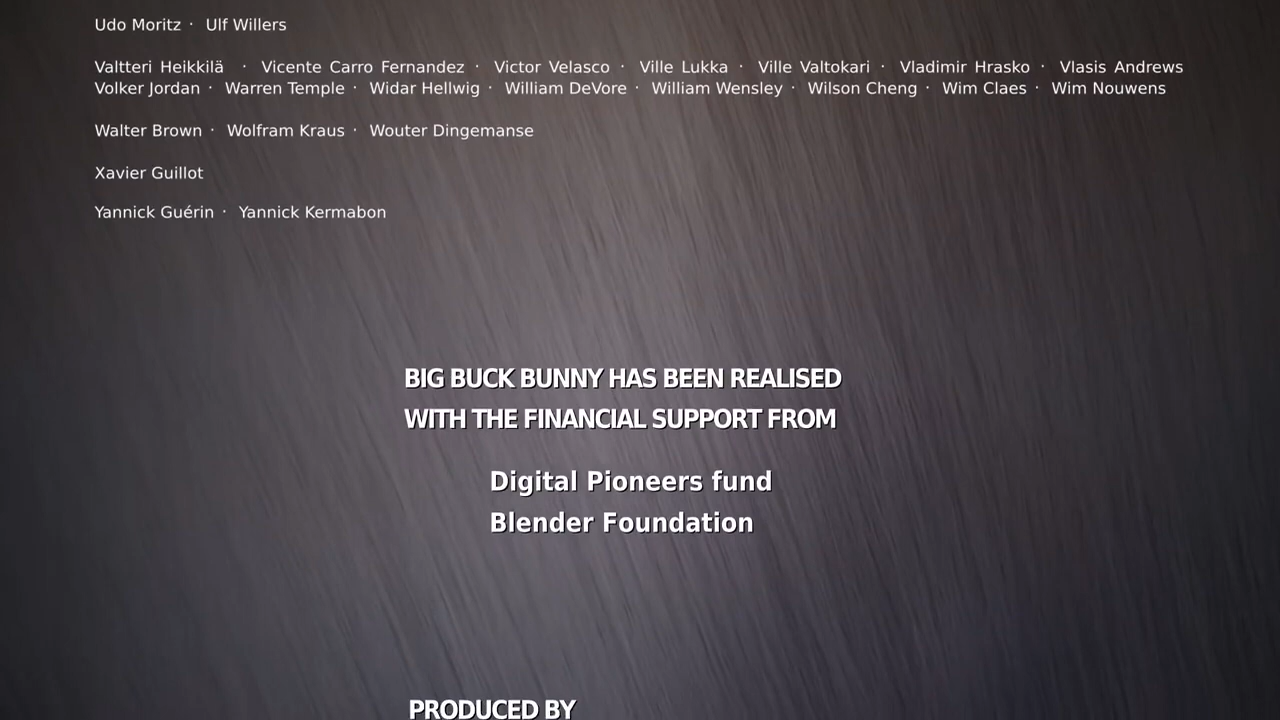 Udo Moritz · Ulf Willers
Valtteri Heikkilä · Vicente Carro Fernandez · Victor Velasco · Ville Lukka · Ville Valtokari · Vladimir Hrasko · Vlasis Andrews
Volker Jordan · Warren Temple · Widar Hellwig · William DeVore · William Wensley · Wilson Cheng · Wim Claes · Wim Nouwens
Walter Brown · Wolfram Kraus · Wouter Dingemanse
Xavier Guillot
Yannick Guérin · Yannick Kermabon
BIG BUCK BUNNY HAS BEEN REALISED
WITH THE FINANCIAL SUPPORT FROM
Digital Pioneers fund
Blender Foundation
PRODUCED BY